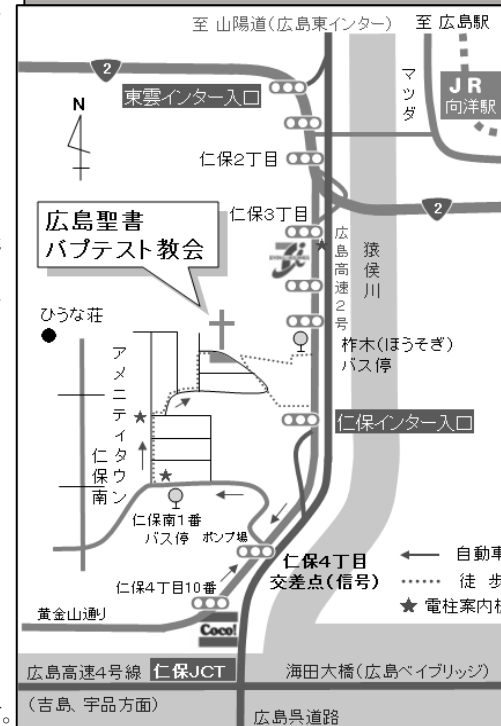 至 山陽道(広島東インター)
至 広島駅
2
東雲インター入口
マツダ
JR
向洋駅
N
仁保2丁目
2
広島聖書
バプテスト教会
仁保3丁目
広島高速2号
猿侯川
ひうな荘
柞木(ほうそぎ)
バス停
アメニティタウン
仁保南
仁保インター入口
仁保南1番
バス停
ポンプ場
仁保4丁目
交差点(信号)
自動車
徒 歩
★ 電柱案内板
仁保4丁目10番
黄金山通り
Coco!
広島高速4号線
仁保JCT
海田大橋(広島ベイブリッジ)
(吉島、宇品方面)
広島呉道路